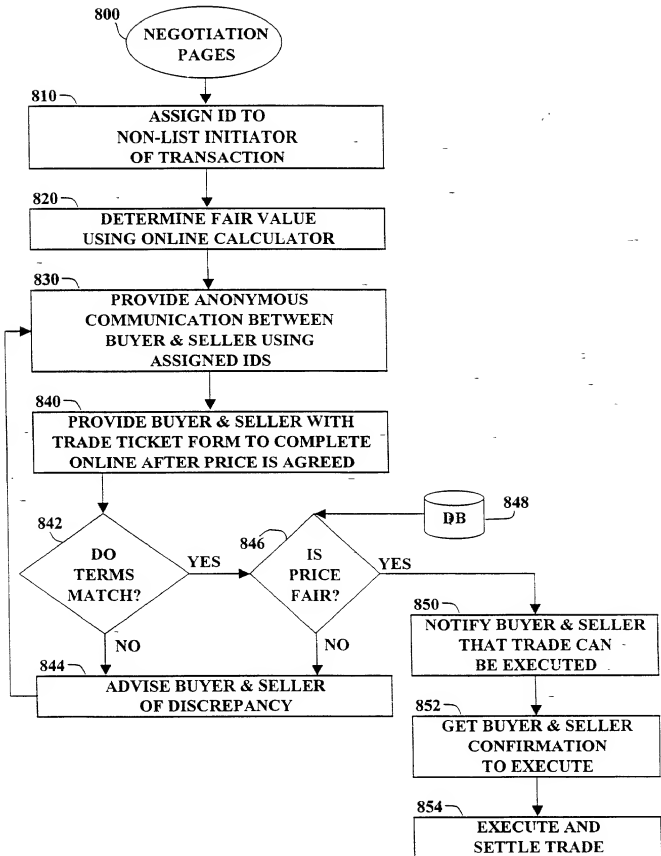 800
NEGOTIATION
PAGES
810
ASSIGN ID TO
NON-LIST INITIATOR
OF TRANSACTION
820
DETERMINE FAIR VALUE
USING ONLINE CALCULATOR
830
PROVIDE ANONYMOUS
COMMUNICATION BETWEEN
BUYER & SELLER USING
ASSIGNED IDS
840
PROVIDE BUYER & SELLER WITH
TRADE TICKET FORM TO COMPLETE
ONLINE AFTER PRICE IS AGREED
842
DO
TERMS
MATCH?
YES
NO
846
IS
PRICE
FAIR?
YES
NO
DB
848
844
ADVISE BUYER & SELLER
OF DISCREPANCY
850
NOTIFY BUYER & SELLER
THAT TRADE CAN
BE EXECUTED
852
GET BUYER & SELLER
CONFIRMATION
TO EXECUTE
854
EXECUTE AND
SETTLE TRADE